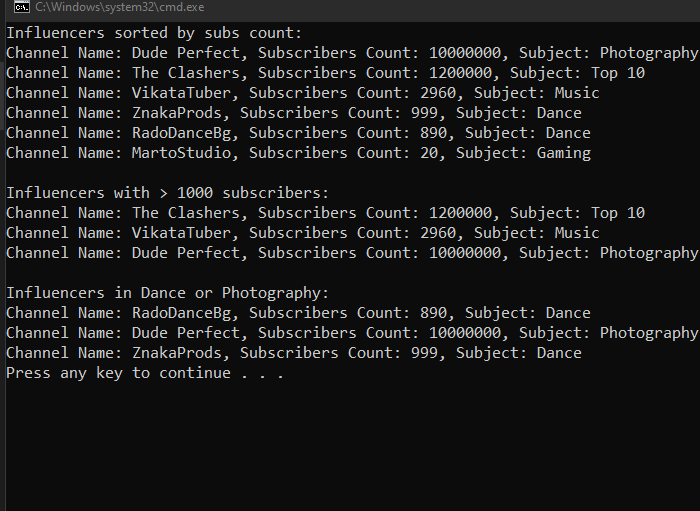 C:\Windows\system32\cmd.exe
Influencers sorted by subs count:
Channel Name: Dude Perfect, Subscribers Count: 10000000, Subject: Photography
Channel Name: The Clashers, Subscribers Count: 1200000, Subject: Top 10
Channel Name: VikataTuber, Subscribers Count: 2960, Subject: Music
Channel Name: ZnakaProds, Subscribers Count: 999, Subject: Dance
Channel Name: RadoDanceBg, Subscribers Count: 890, Subject: Dance
Channel Name: MartoStudio, Subscribers Count: 20, Subject: Gaming
Influencers with > 1000 subscribers:
Channel Name: The Clashers, Subscribers Count: 1200000, Subject: Top 10
Channel Name: VikataTuber, Subscribers Count: 2960, Subject: Music
Channel Name: Dude Perfect, Subscribers Count: 10000000, Subject: Photography
Influencers in Dance or Photography:
Channel Name: RadoDanceBg, Subscribers Count: 890, Subject: Dance
Channel Name: Dude Perfect, Subscribers Count: 10000000, Subject: Photography
Channel Name: ZnakaProds, Subscribers Count: 999, Subject: Dance
Press any key to continue . . .